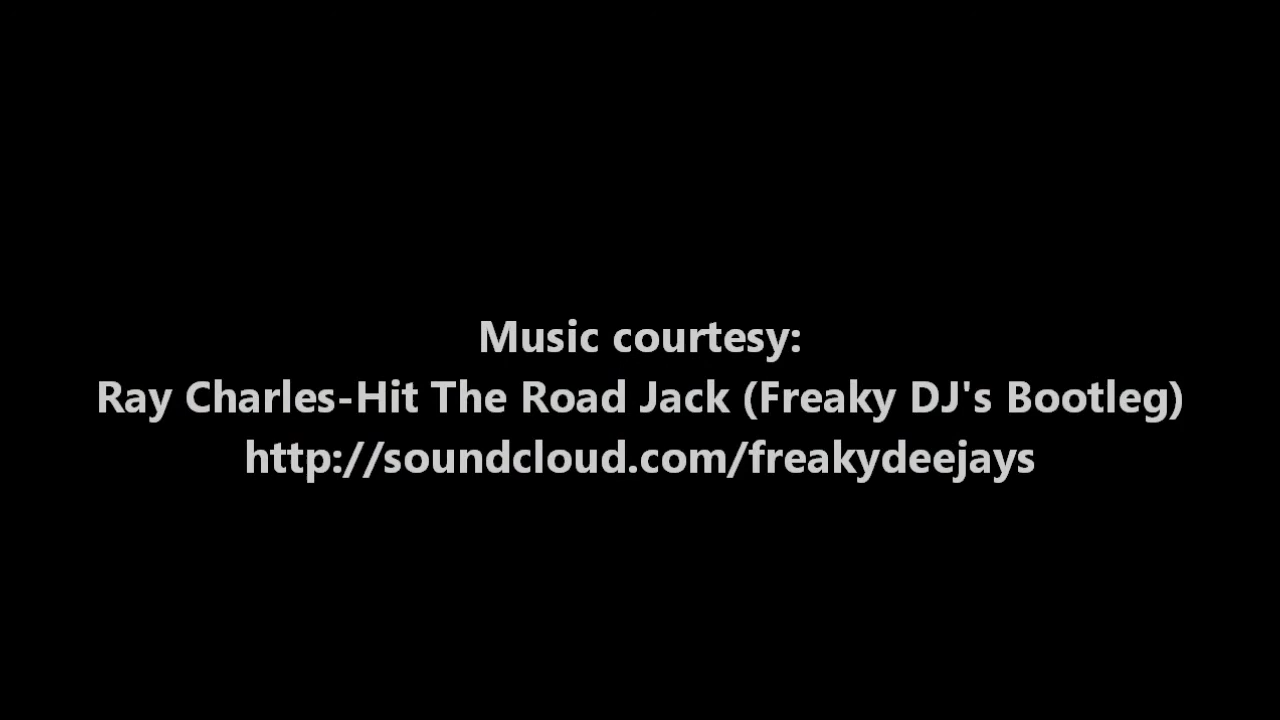 Music courtesy:
Ray Charles-Hit The Road Jack (Freaky DJ's Bootleg)
http://soundcloud.com/freakydeejays